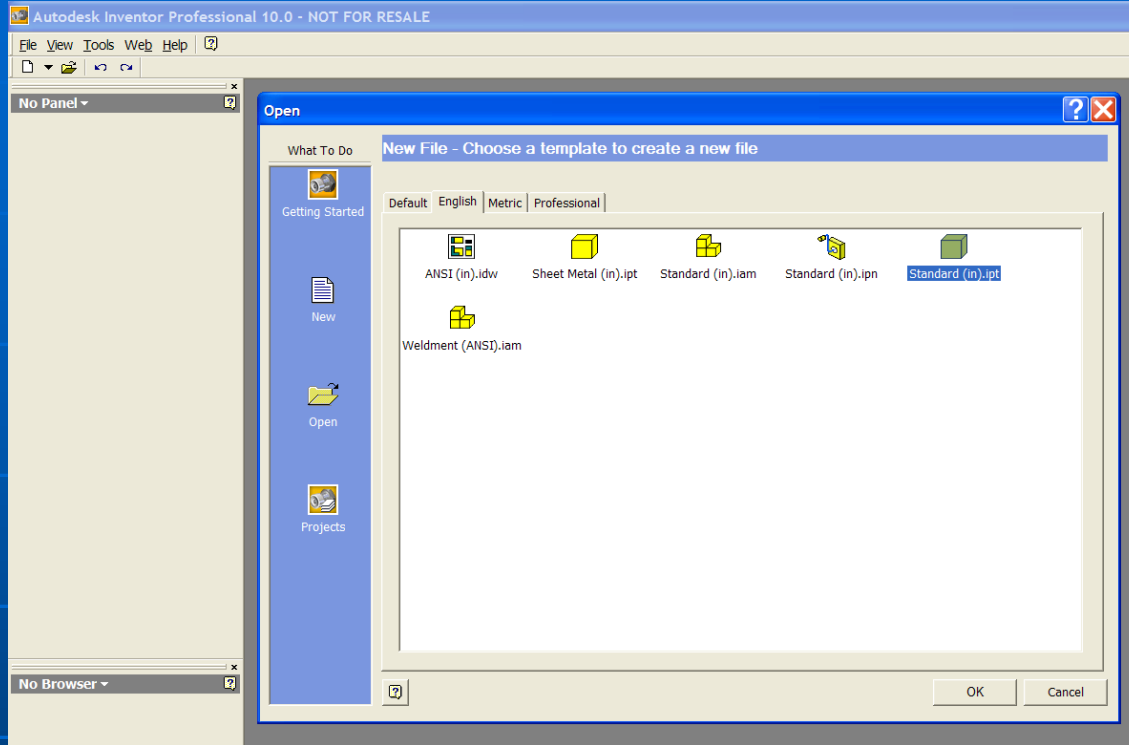 Autodesk Inventor Professional 10.0 - NOT FOR RESALE
File View Tools Web Help
No Panel
Open
What To Do
New File - Choose a template to create a new file
Getting Started
New
Open
Projects
Default English Metric Professional
ANSI (in).idw Sheet Metal (in).ipt Standard (in).iam Standard (in).ipn Standard (in).ipt
Weldment (ANSI).iam
No Browser
OK Cancel